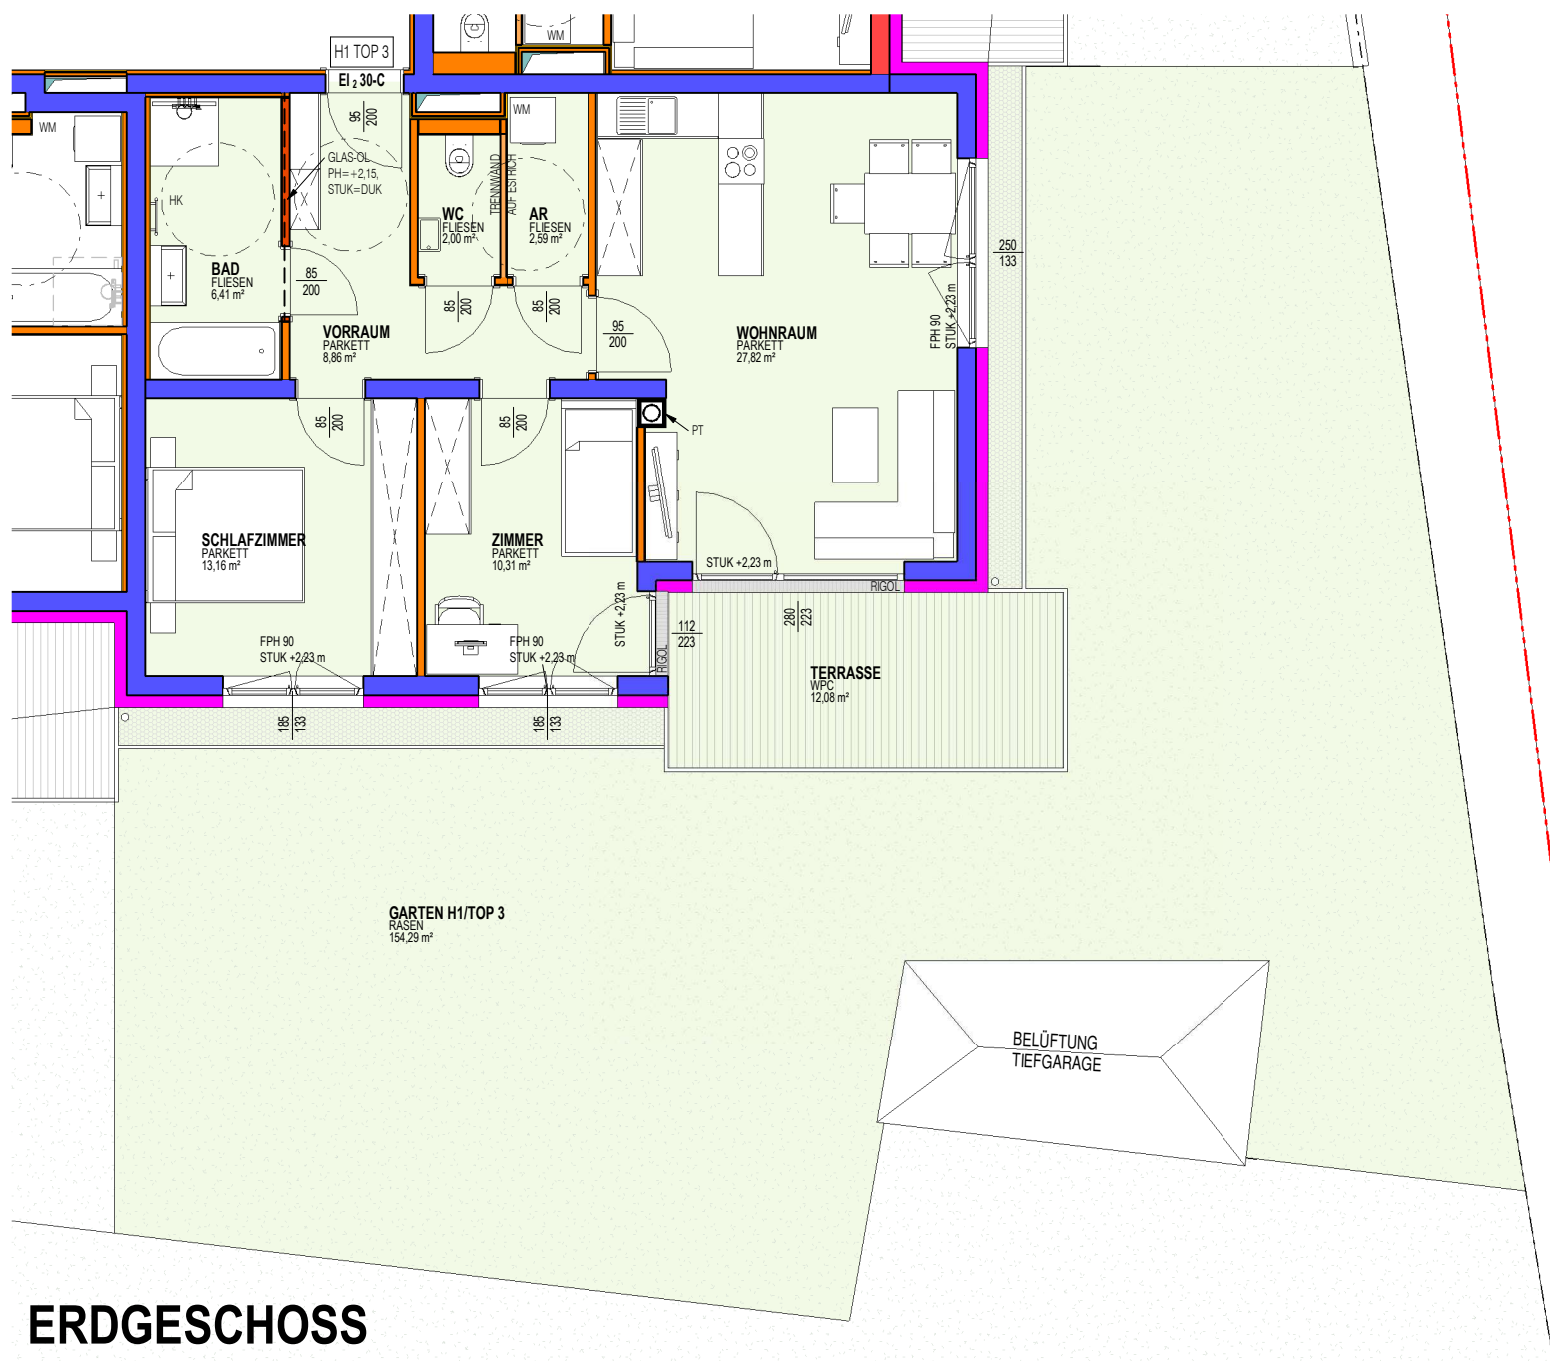 WM
H1 TOP 3
EI₂ 30-C
95
200
WM
WM
GLAS-OL
PH=+2,15,
STUK=DUK
HK
TRENNWAND
AUF ESTRICH
WC
FLIESEN
2,00 m²
AR
FLIESEN
2,59 m²
BAD
FLIESEN
6,41 m²
85
200
250
133
85
200
85
200
VORRAUM
PARKETT
8,86 m²
95
200
WOHNRAUM
PARKETT
27,82 m²
FPH 90
STUK +2,23 m
85
200
85
200
PT
SCHLAFZIMMER
PARKETT
13,16 m²
ZIMMER
PARKETT
10,31 m²
STUK +2,23 m
RIGOL
STUK +2,23 m
280
223
112
223
RIGOL
FPH 90
STUK +2,23 m
FPH 90
STUK +2,23 m
TERRASSE
WPC
12,08 m²
185
133
185
133
GARTEN H1/TOP 3
RASEN
154,29 m²
BELÜFTUNG
TIEFGARAGE
ERDGESCHOSS